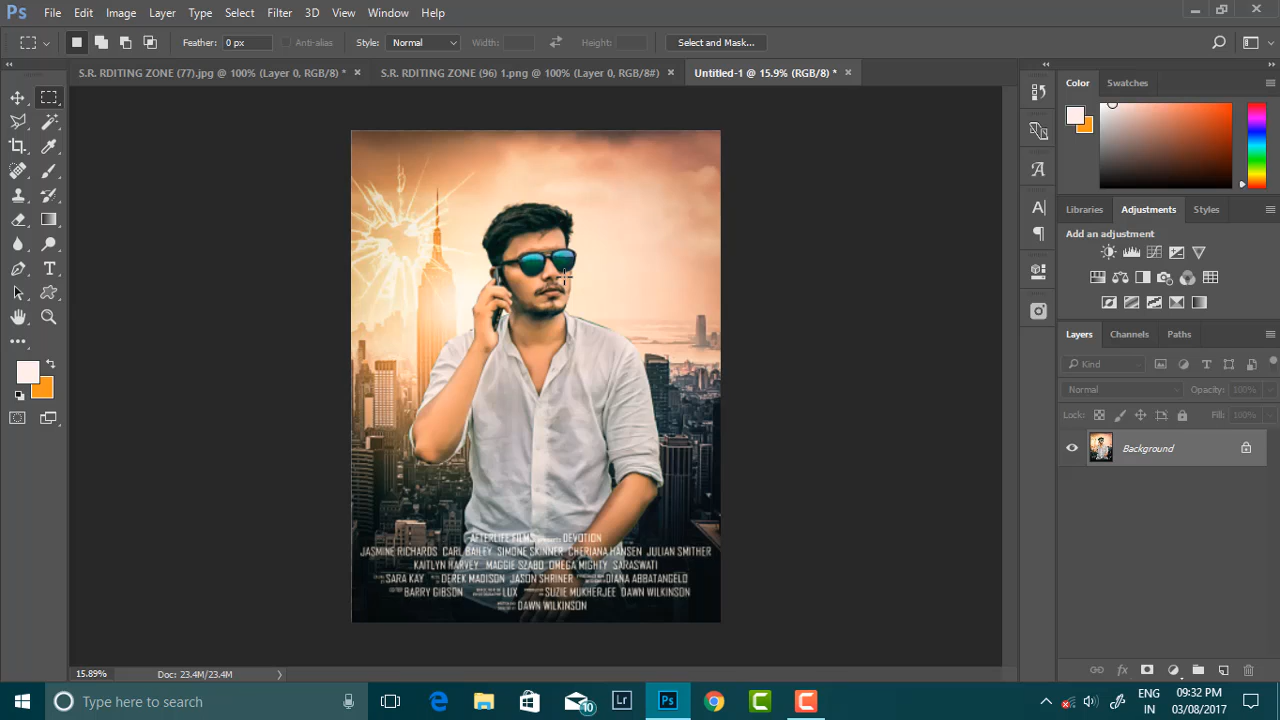 Ps File Edit Image Layer Type Select Filter 3D View Window Help
Feather: 0 px Anti-alias Style: Normal Width: Height: Select and Mask...
S.R. RDITING ZONE (77).jpg @ 100% (Layer 0, RGB/8) * × S.R. RDITING ZONE (96) 1.png @ 100% (Layer 0, RGB/8#) × Untitled-1 @ 15.9% (RGB/8) * ×
Color Swatches
Libraries Adjustments Styles
Add an adjustment
Layers Channels Paths
Kind
Normal Opacity: 100%
Lock: Fill: 100%
Background
AFTERLIFE FILMS DEVOTION
JASMINE RICHARDS CARL BAILEY SIMONE SKINNER CHERIANA HANSEN JULIAN SMITHER
KAITLYN HARVEY MAGGIE SZABO OMEGA MIGHTY SARASWATI
SARA KAY DEREK MADISON JASON SHRINER DIANA ABBATANGELO
BARRY GIBSON LUX SUZIE MUKHERJEE DAWN WILKINSON
DAWN WILKINSON
15.89% Doc: 23.4M/23.4M
Type here to search 10 Lr Ps ENG IN 09:32 PM 03/08/2017